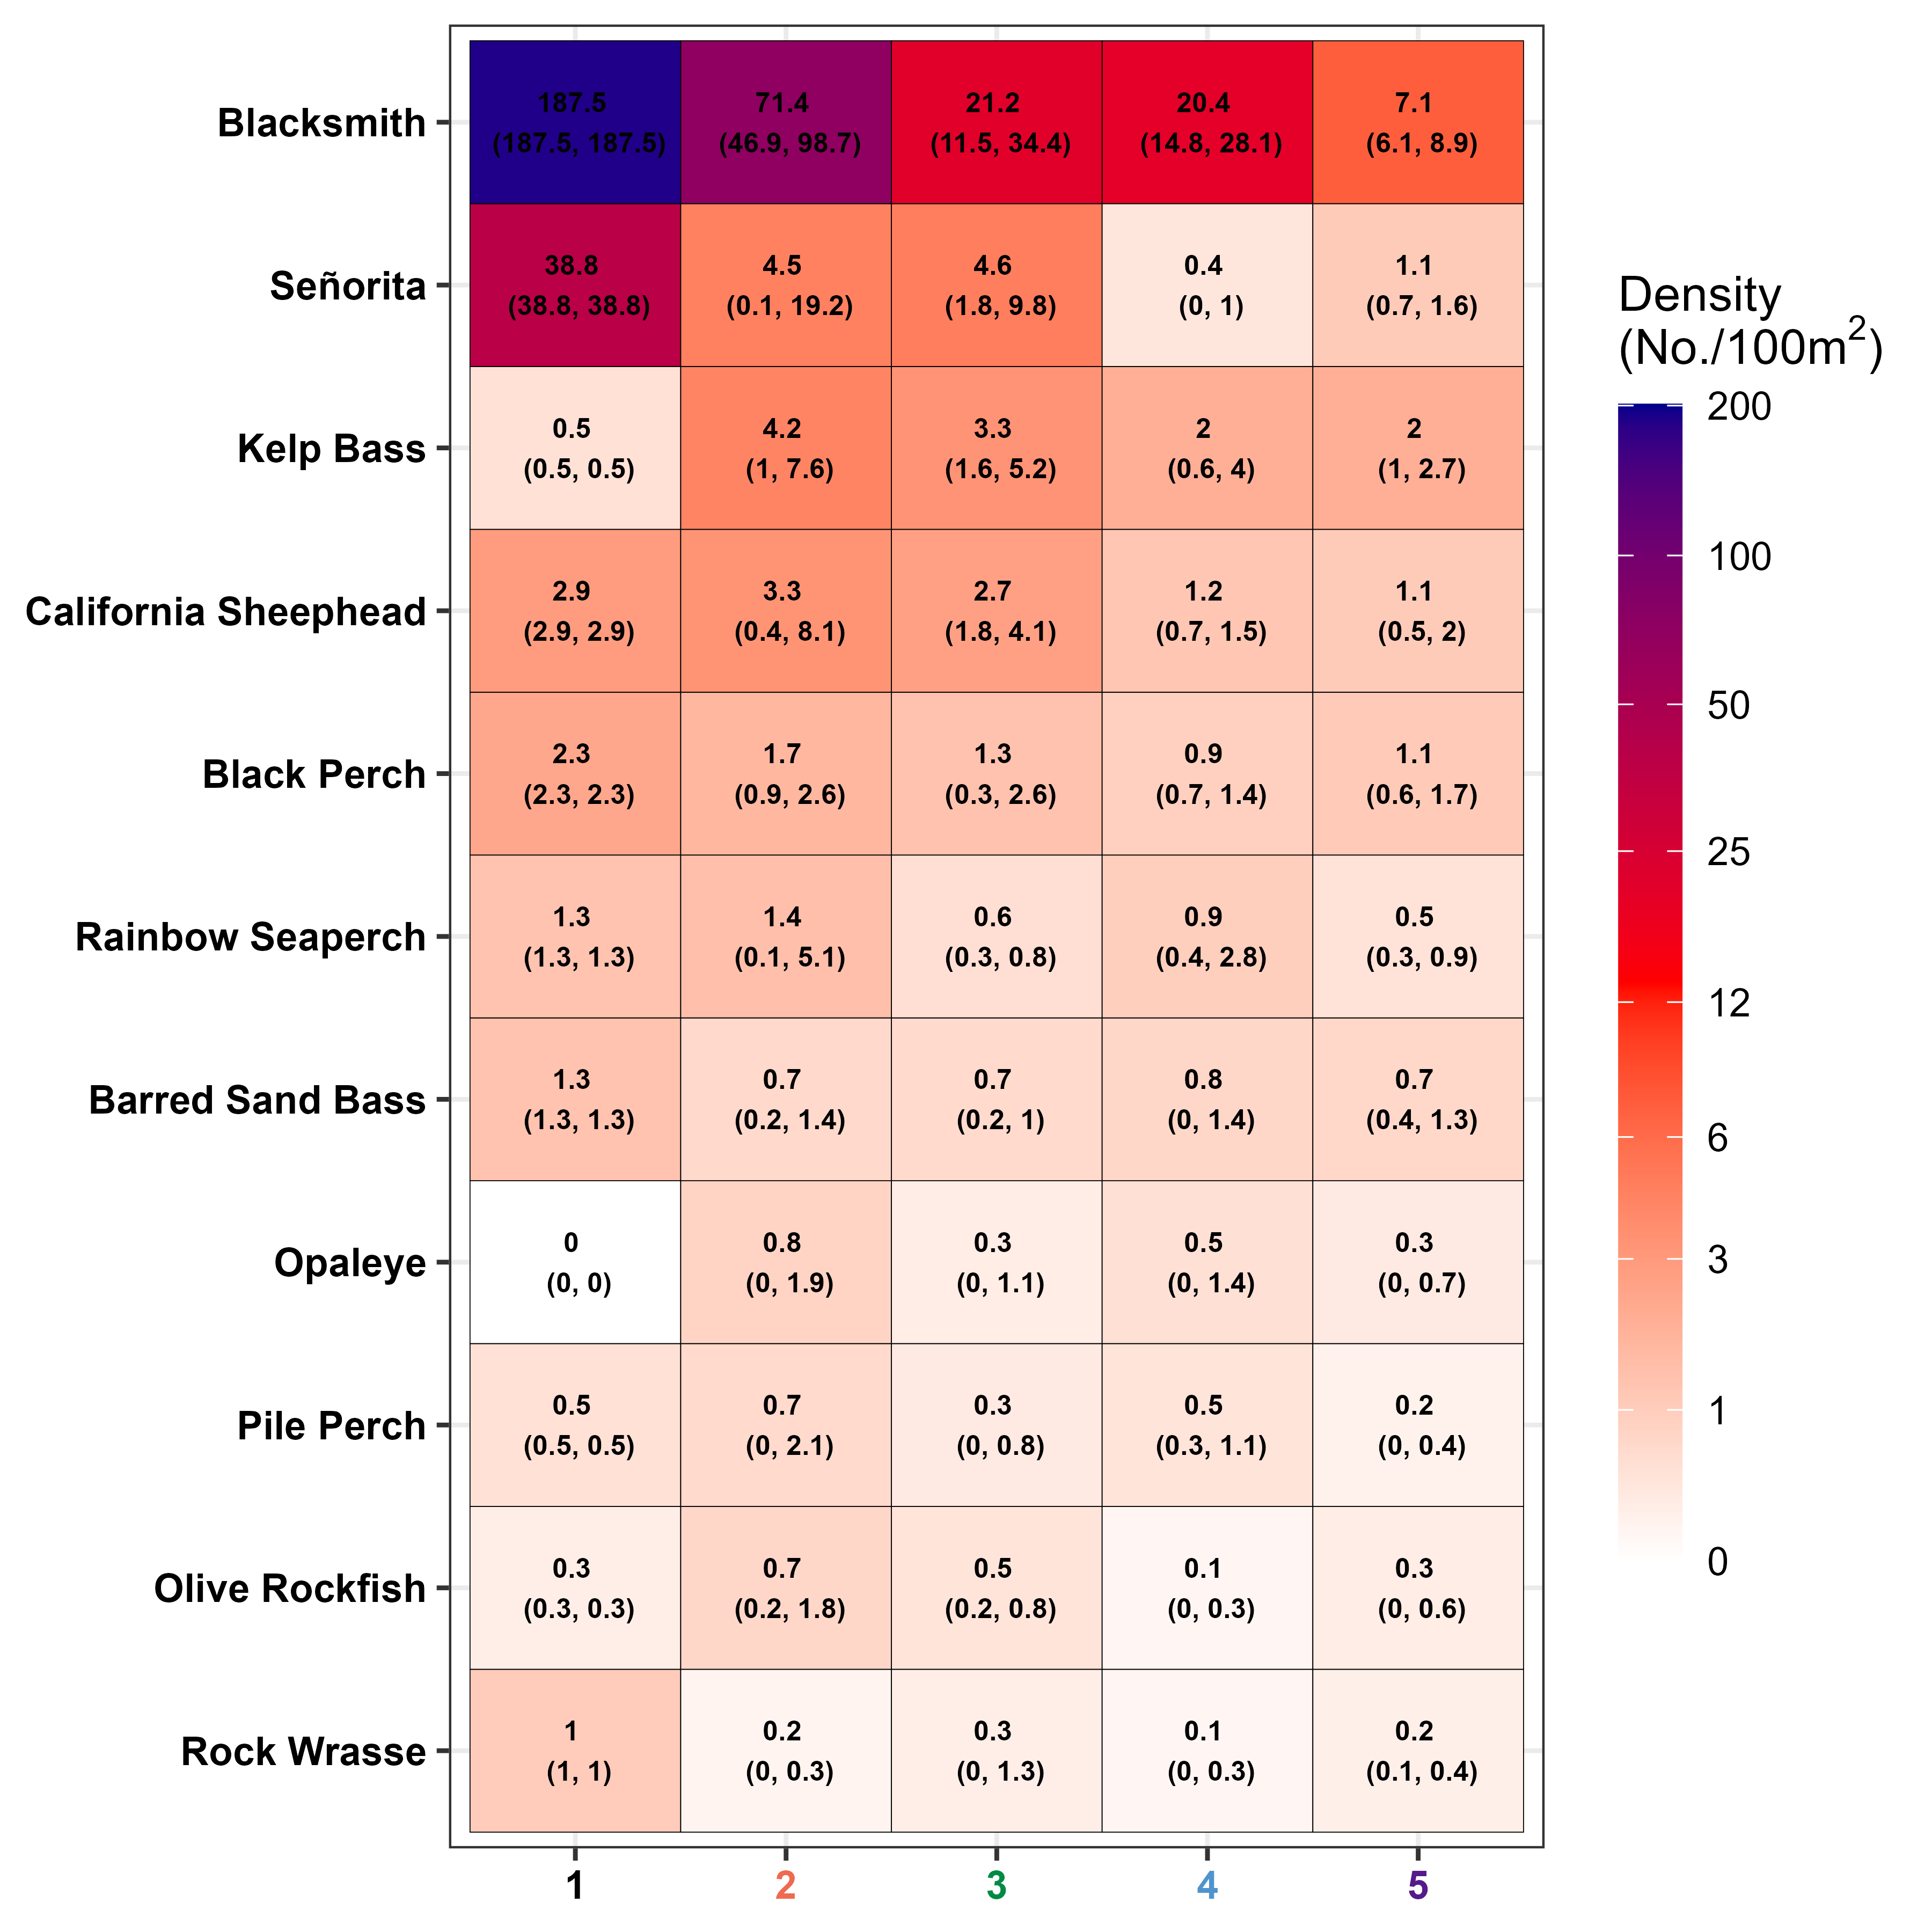 Blacksmith
187.5 71.4 21.2 20.4 7.1
(187.5, 187.5) (46.9, 98.7) (11.5, 34.4) (14.8, 28.1) (6.1, 8.9)
Señorita
38.8 4.5 4.6 0.4 1.1
(38.8, 38.8) (0.1, 19.2) (1.8, 9.8) (0, 1) (0.7, 1.6)
Kelp Bass
0.5 4.2 3.3 2 2
(0.5, 0.5) (1, 7.6) (1.6, 5.2) (0.6, 4) (1, 2.7)
California Sheephead
2.9 3.3 2.7 1.2 1.1
(2.9, 2.9) (0.4, 8.1) (1.8, 4.1) (0.7, 1.5) (0.5, 2)
Black Perch
2.3 1.7 1.3 0.9 1.1
(2.3, 2.3) (0.9, 2.6) (0.3, 2.6) (0.7, 1.4) (0.6, 1.7)
Rainbow Seaperch
1.3 1.4 0.6 0.9 0.5
(1.3, 1.3) (0.1, 5.1) (0.3, 0.8) (0.4, 2.8) (0.3, 0.9)
Barred Sand Bass
1.3 0.7 0.7 0.8 0.7
(1.3, 1.3) (0.2, 1.4) (0.2, 1) (0, 1.4) (0.4, 1.3)
Opaleye
0 0.8 0.3 0.5 0.3
(0, 0) (0, 1.9) (0, 1.1) (0, 1.4) (0, 0.7)
Pile Perch
0.5 0.7 0.3 0.5 0.2
(0.5, 0.5) (0, 2.1) (0, 0.8) (0.3, 1.1) (0, 0.4)
Olive Rockfish
0.3 0.7 0.5 0.1 0.3
(0.3, 0.3) (0.2, 1.8) (0.2, 0.8) (0, 0.3) (0, 0.6)
Rock Wrasse
1 0.2 0.3 0.1 0.2
(1, 1) (0, 0.3) (0, 1.3) (0, 0.3) (0.1, 0.4)
1 2 3 4 5
Density
(No./100m²)
200
100
50
25
12
6
3
1
0